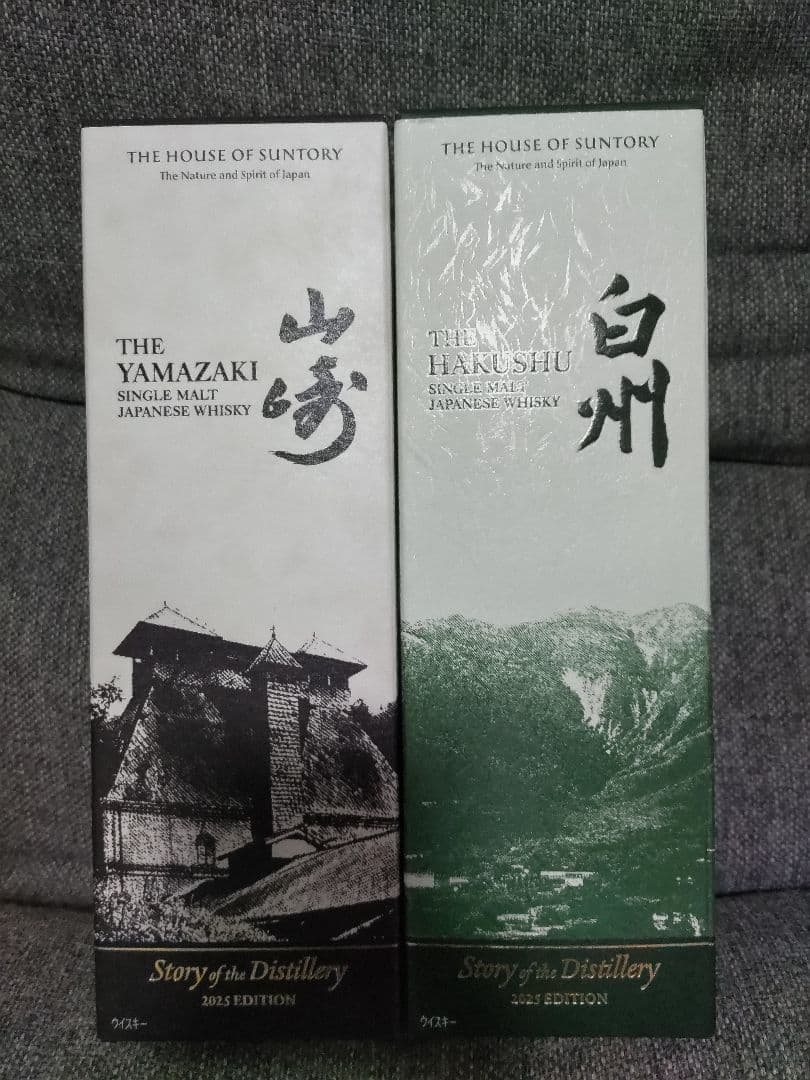 THE HOUSE OF SUNTORY
The Nature and Spirit of Japan
THE
YAMAZAKI
SINGLE MALT
JAPANESE WHISKY
山崎
Story of the Distillery
2025 EDITION
ウイスキー
THE HOUSE OF SUNTORY
The Nature and Spirit of Japan
THE
HAKUSHU
SINGLE MALT
JAPANESE WHISKY
白州
Story of the Distillery
2025 EDITION
ウイスキー